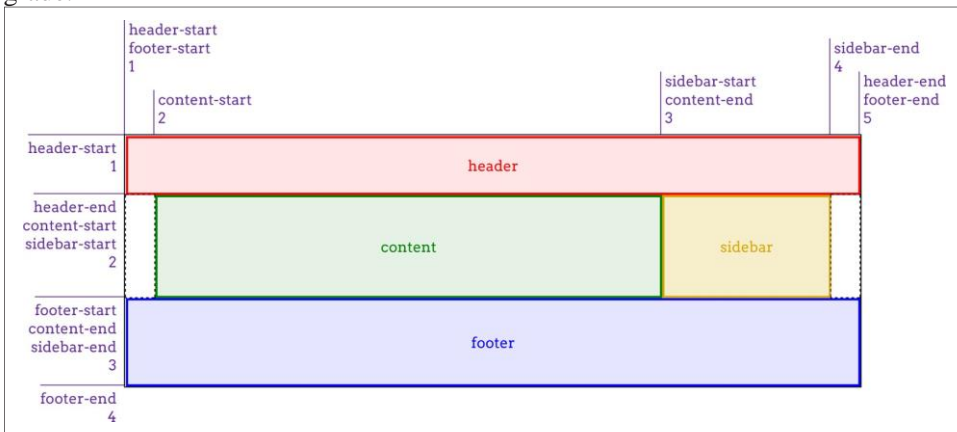 header-start
footer-start
1
content-start
2
sidebar-start
content-end
3
sidebar-end
4
header-end
footer-end
5
header-start
1
header
header-end
content-start
sidebar-start
2
content
sidebar
footer-start
content-end
sidebar-end
3
footer
footer-end
4